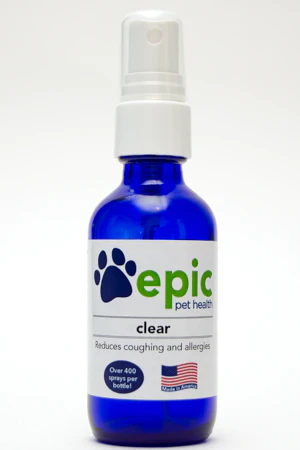 epic
pet health
clear
Reduces coughing and allergies
Over 400
sprays per
bottle!
Made in America